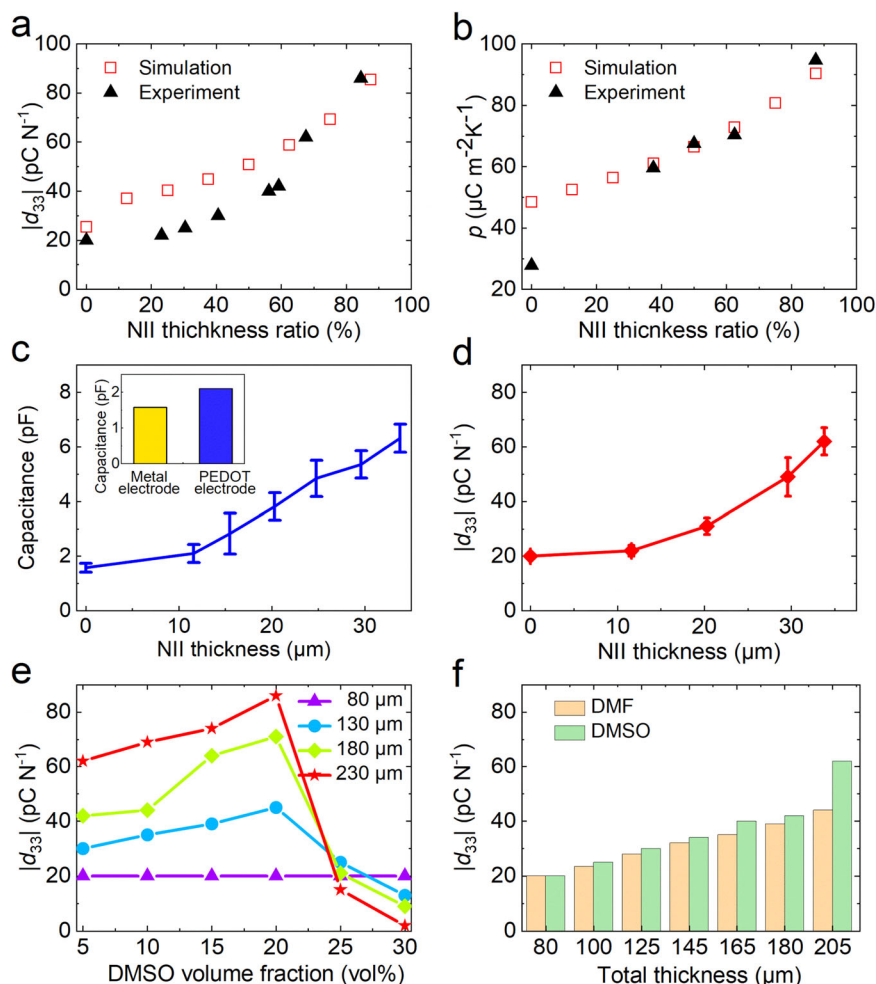 a
100
80
60
40
20
0
|d₃₃| (pC N⁻¹)
Simulation
Experiment
0 20 40 60 80 100
NII thichkness ratio (%)
b
100
80
60
40
20
p (µC m⁻²K⁻¹)
Simulation
Experiment
0 20 40 60 80 100
NII thicnkness ratio (%)
c
8
6
4
2
0
Capacitance (pF)
2
1
0
Capacitance (pF)
Metal
electrode
PEDOT
electrode
0 10 20 30
NII thickness (µm)
d
80
60
40
20
0
|d₃₃| (pC N⁻¹)
0 10 20 30
NII thickness (µm)
e
80
60
40
20
0
|d₃₃| (pC N⁻¹)
80 µm
130 µm
180 µm
230 µm
5 10 15 20 25 30
DMSO volume fraction (vol%)
f
80
60
40
20
0
|d₃₃| (pC N⁻¹)
DMF
DMSO
80 100 125 145 165 180 205
Total thickness (µm)